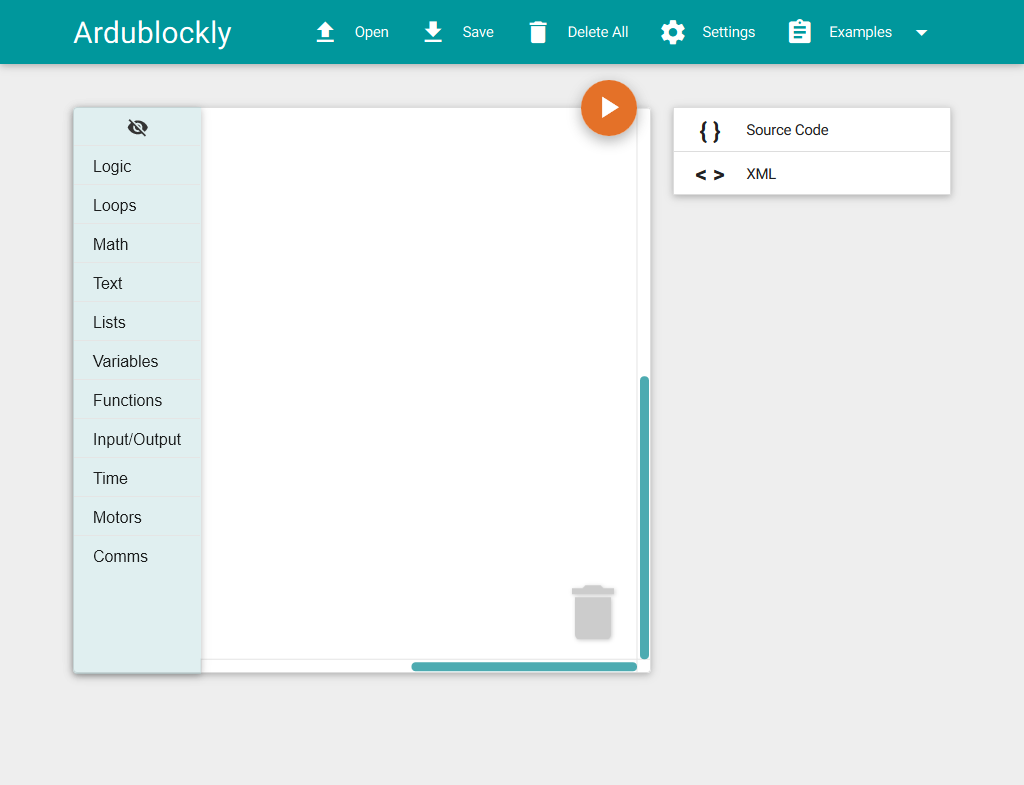 Ardublockly
Open
Save
Delete All
Settings
Examples
Logic
Loops
Math
Text
Lists
Variables
Functions
Input/Output
Time
Motors
Comms
{ } Source Code
< > XML